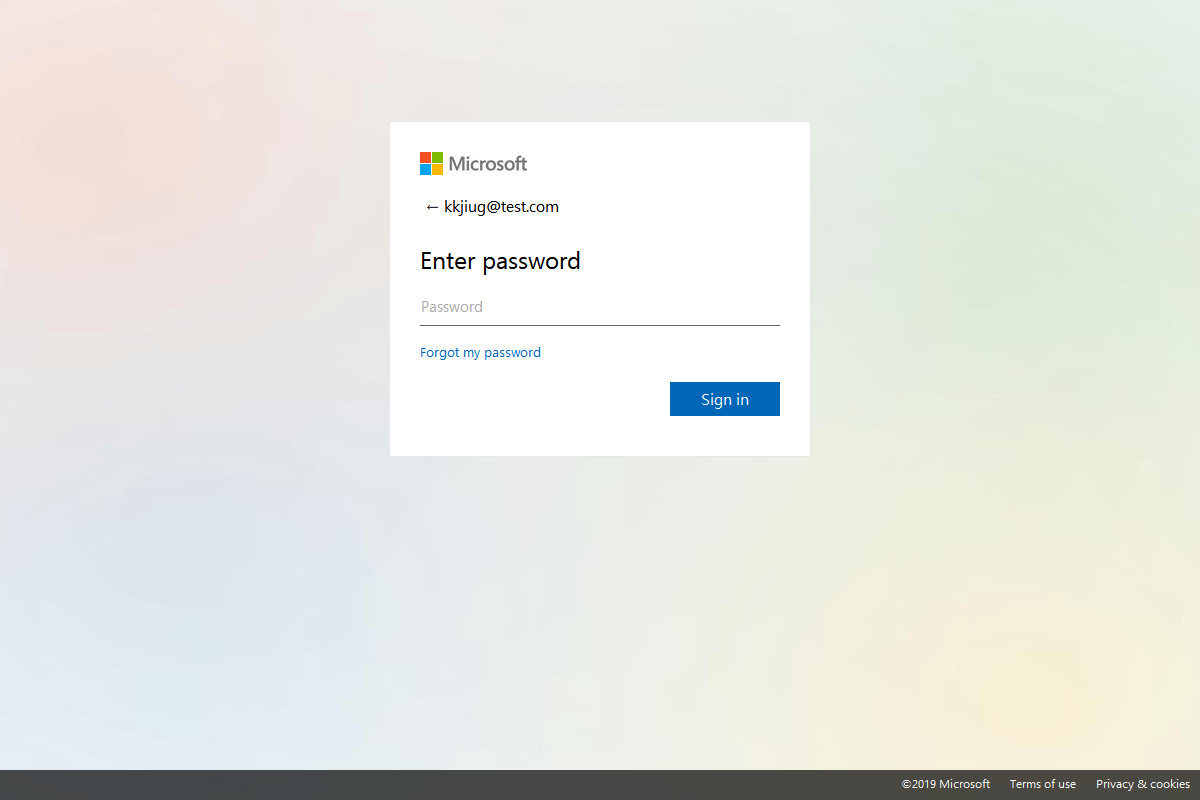 Microsoft
← kkjiug@test.com
Enter password
Password
Forgot my password
Sign in
©2019 Microsoft Terms of use Privacy & cookies